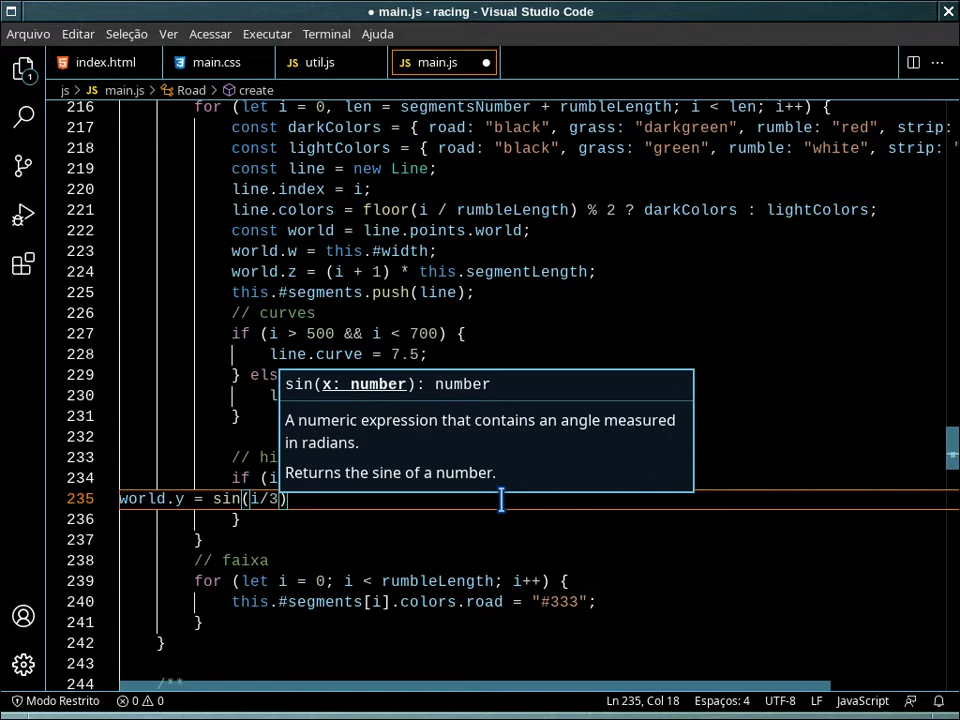 ● main.js - racing - Visual Studio Code
Arquivo Editar Seleção Ver Acessar Executar Terminal Ajuda
index.html main.css util.js main.js ●
js > main.js > Road > create
216 for (let i = 0, len = segmentsNumber + rumbleLength; i < len; i++) {
217 const darkColors = { road: "black", grass: "darkgreen", rumble: "red", strip:
218 const lightColors = { road: "black", grass: "green", rumble: "white", strip: "
219 const line = new Line;
220 line.index = i;
221 line.colors = floor(i / rumbleLength) % 2 ? darkColors : lightColors;
222 const world = line.points.world;
223 world.w = this.#width;
224 world.z = (i + 1) * this.segmentLength;
225 this.#segments.push(line);
226 // curves
227 if (i > 500 && i < 700) {
228 line.curve = 7.5;
229 } els
sin(x: number): number
230 l
A numeric expression that contains an angle measured
231 }
in radians.
232
233 // hi
Returns the sine of a number.
234 if (i
235 world.y = sin(i/3)
236 }
237 }
238 // faixa
239 for (let i = 0; i < rumbleLength; i++) {
240 this.#segments[i].colors.road = "#333";
241 }
242 }
243
244 /**
Modo Restrito 0 0 Ln 235, Col 18 Espaços: 4 UTF-8 LF JavaScript